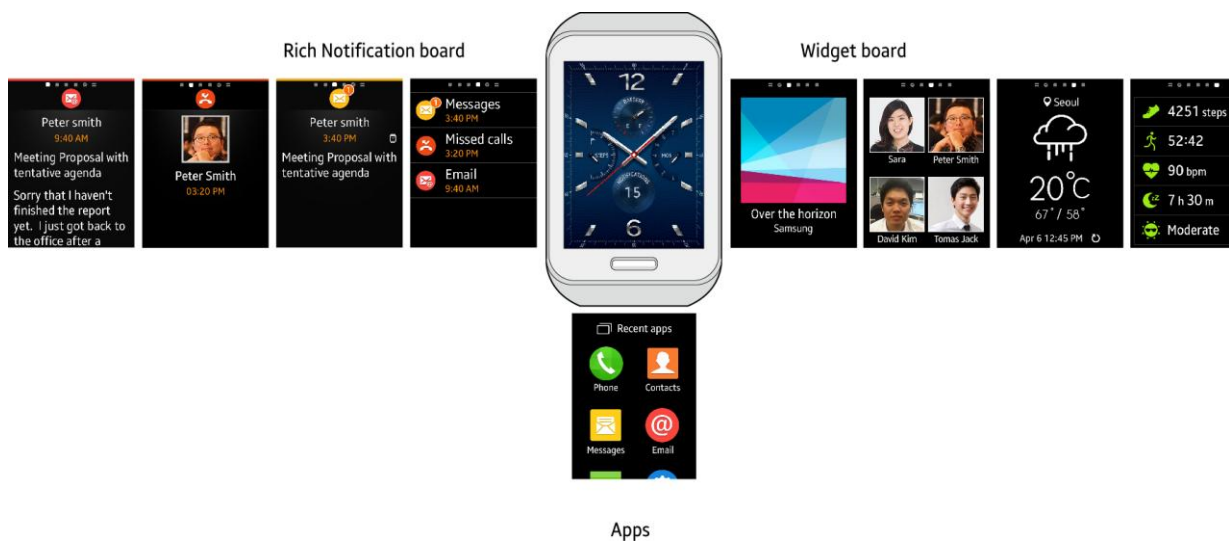 Rich Notification board
Widget board
Peter smith
9:40 AM
Meeting Proposal with
tentative agenda
Sorry that I haven't
finished the report
yet. I just got back to
the office after a
Peter Smith
03:20 PM
1
Peter smith
3:40 PM
Meeting Proposal with
tentative agenda
1
Messages
3:40 PM
Missed calls
3:20 PM
Email
9:40 AM
12
NOTIFICATIONS
15
6
Over the horizon
Samsung
Sara
Peter Smith
David Kim
Tomas Jack
Seoul
20°C
67°/ 58°
Apr 6 12:45 PM
4251 steps
52:42
90 bpm
7 h 30 m
Moderate
Recent apps
Phone
Contacts
Messages
@
Email
Apps